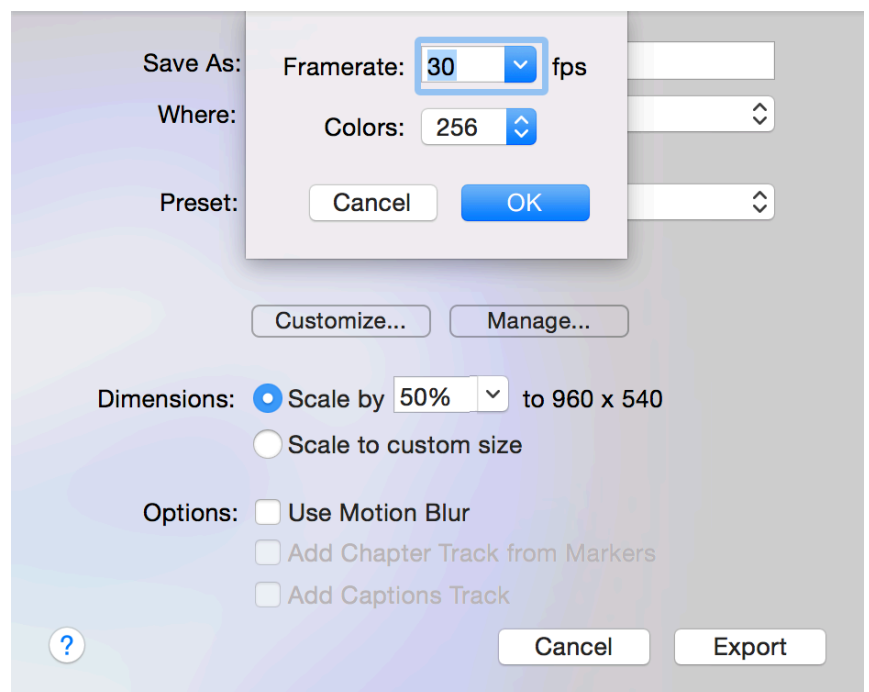 Save As:
Framerate: 30 fps
Where:
Colors: 256
Preset:
Cancel OK
Customize... Manage...
Dimensions: Scale by 50% to 960 x 540
Scale to custom size
Options: Use Motion Blur
Add Chapter Track from Markers
Add Captions Track
? Cancel Export